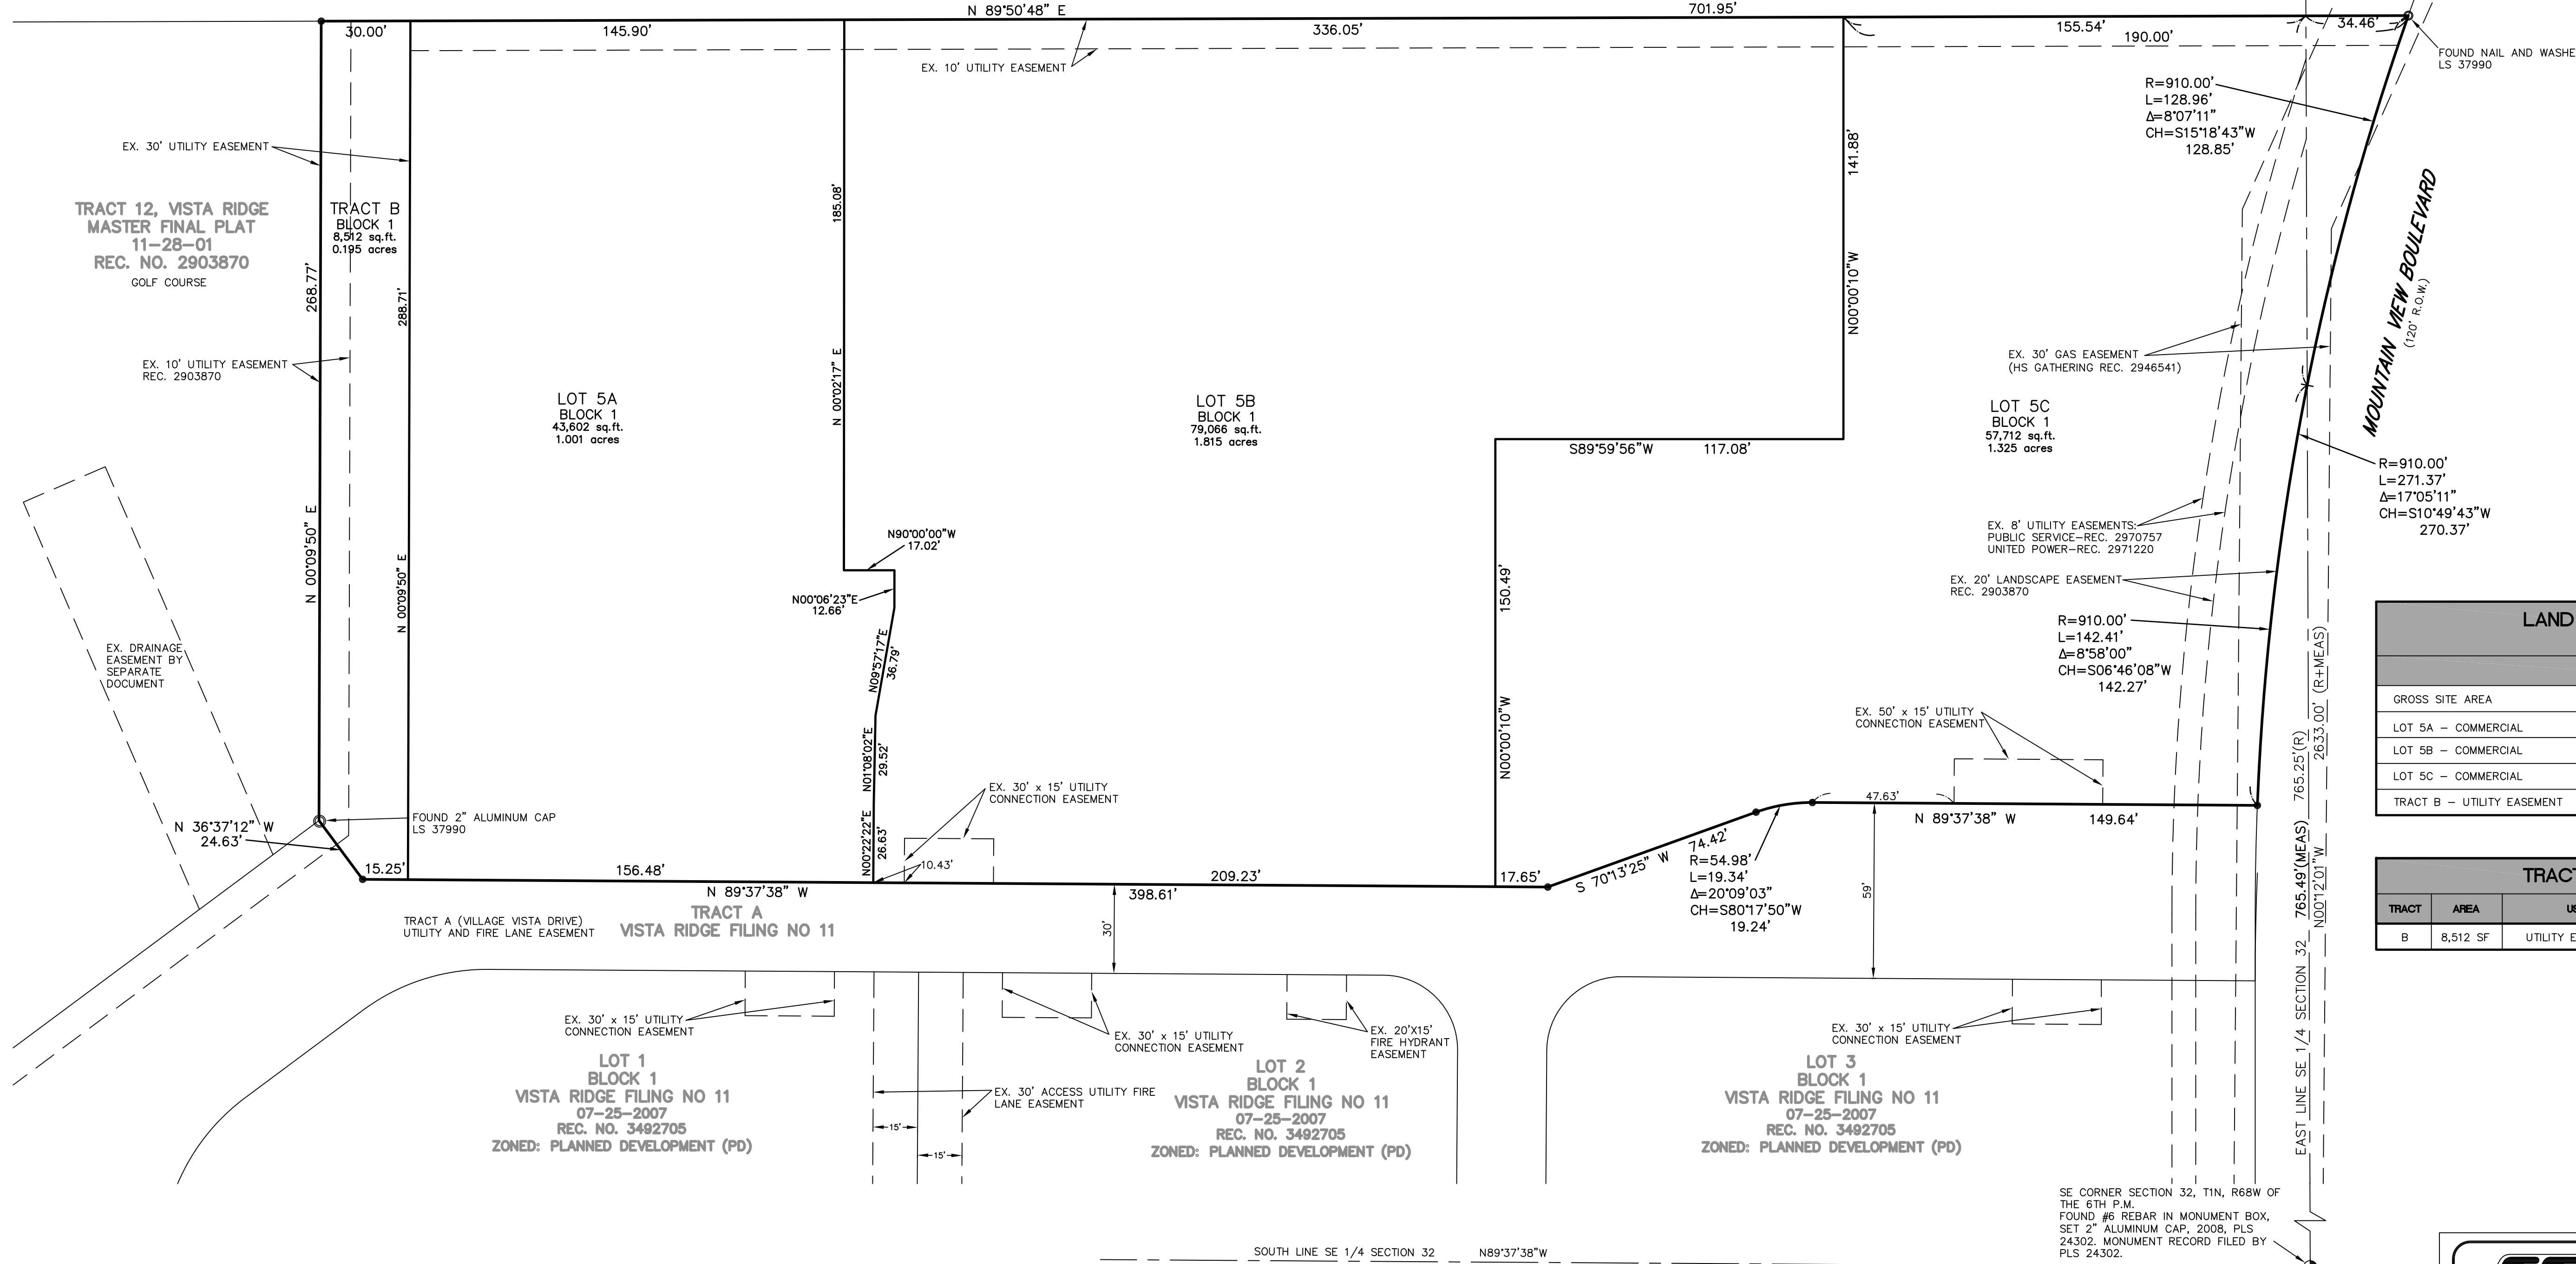 N 89°50'48" E
701.95'
30.00'
145.90'
336.05'
155.54'
34.46'
190.00'
EX. 10' UTILITY EASEMENT
FOUND NAIL AND WASHE
LS 37990
R=910.00'
L=128.96'
Δ=8°07'11"
CH=S15°18'43"W
128.85'
EX. 30' UTILITY EASEMENT
TRACT 12, VISTA RIDGE
MASTER FINAL PLAT
11-28-01
REC. NO. 2903870
GOLF COURSE
TRACT B
BLOCK 1
8,512 sq.ft.
0.195 acres
268.77'
N 00°09'50" E
288.71'
N 00°09'50" E
185.08'
N 00°02'17" E
141.88'
N00°00'10"W
MOUNTAIN VIEW BOULEVARD
(120' R.O.W.)
EX. 10' UTILITY EASEMENT
REC. 2903870
EX. 30' GAS EASEMENT
(HS GATHERING REC. 2946541)
LOT 5A
BLOCK 1
43,602 sq.ft.
1.001 acres
LOT 5B
BLOCK 1
79,066 sq.ft.
1.815 acres
LOT 5C
BLOCK 1
57,712 sq.ft.
1.325 acres
S89°59'56"W
117.08'
R=910.00'
L=271.37'
Δ=17°05'11"
CH=S10°49'43"W
270.37'
N90°00'00"W
17.02'
N00°06'23"E
12.66'
N09°57'17"E
36.79'
N01°08'02"E
29.52'
N00°22'22"E
26.63'
150.49'
N00°00'10"W
EX. 8' UTILITY EASEMENTS:
PUBLIC SERVICE-REC. 2970757
UNITED POWER-REC. 2971220
EX. 20' LANDSCAPE EASEMENT
REC. 2903870
R=910.00'
L=142.41'
Δ=8°58'00"
CH=S06°46'08"W
142.27'
EX. DRAINAGE
EASEMENT BY
SEPARATE
DOCUMENT
EX. 50' x 15' UTILITY
CONNECTION EASEMENT
EX. 30' x 15' UTILITY
CONNECTION EASEMENT
47.63'
N 89°37'38" W
149.64'
N 36°37'12" W
24.63'
FOUND 2" ALUMINUM CAP
LS 37990
15.25'
156.48'
10.43'
209.23'
17.65'
N 89°37'38" W
398.61'
S 70°13'25" W
74.42'
R=54.98'
L=19.34'
Δ=20°09'03"
CH=S80°17'50"W
19.24'
59'
30'
TRACT A (VILLAGE VISTA DRIVE)
UTILITY AND FIRE LANE EASEMENT
TRACT A
VISTA RIDGE FILING NO 11
EAST LINE SE 1/4 SECTION 32
765.49'(MEAS)
765.25'(R)
N00°12'01"W
2633.00' (R+MEAS)
LAND
GROSS SITE AREA
LOT 5A - COMMERCIAL
LOT 5B - COMMERCIAL
LOT 5C - COMMERCIAL
TRACT B - UTILITY EASEMENT
TRACT
TRACT
AREA
US
B
8,512 SF
UTILITY E
EX. 30' x 15' UTILITY
CONNECTION EASEMENT
EX. 30' x 15' UTILITY
CONNECTION EASEMENT
EX. 20'X15'
FIRE HYDRANT
EASEMENT
EX. 30' x 15' UTILITY
CONNECTION EASEMENT
LOT 1
BLOCK 1
VISTA RIDGE FILING NO 11
07-25-2007
REC. NO. 3492705
ZONED: PLANNED DEVELOPMENT (PD)
EX. 30' ACCESS UTILITY FIRE
LANE EASEMENT
15'
15'
LOT 2
BLOCK 1
VISTA RIDGE FILING NO 11
07-25-2007
REC. NO. 3492705
ZONED: PLANNED DEVELOPMENT (PD)
LOT 3
BLOCK 1
VISTA RIDGE FILING NO 11
07-25-2007
REC. NO. 3492705
ZONED: PLANNED DEVELOPMENT (PD)
SE CORNER SECTION 32, T1N, R68W OF
THE 6TH P.M.
FOUND #6 REBAR IN MONUMENT BOX,
SET 2" ALUMINUM CAP, 2008, PLS
24302. MONUMENT RECORD FILED BY
PLS 24302.
SOUTH LINE SE 1/4 SECTION 32
N89°37'38"W